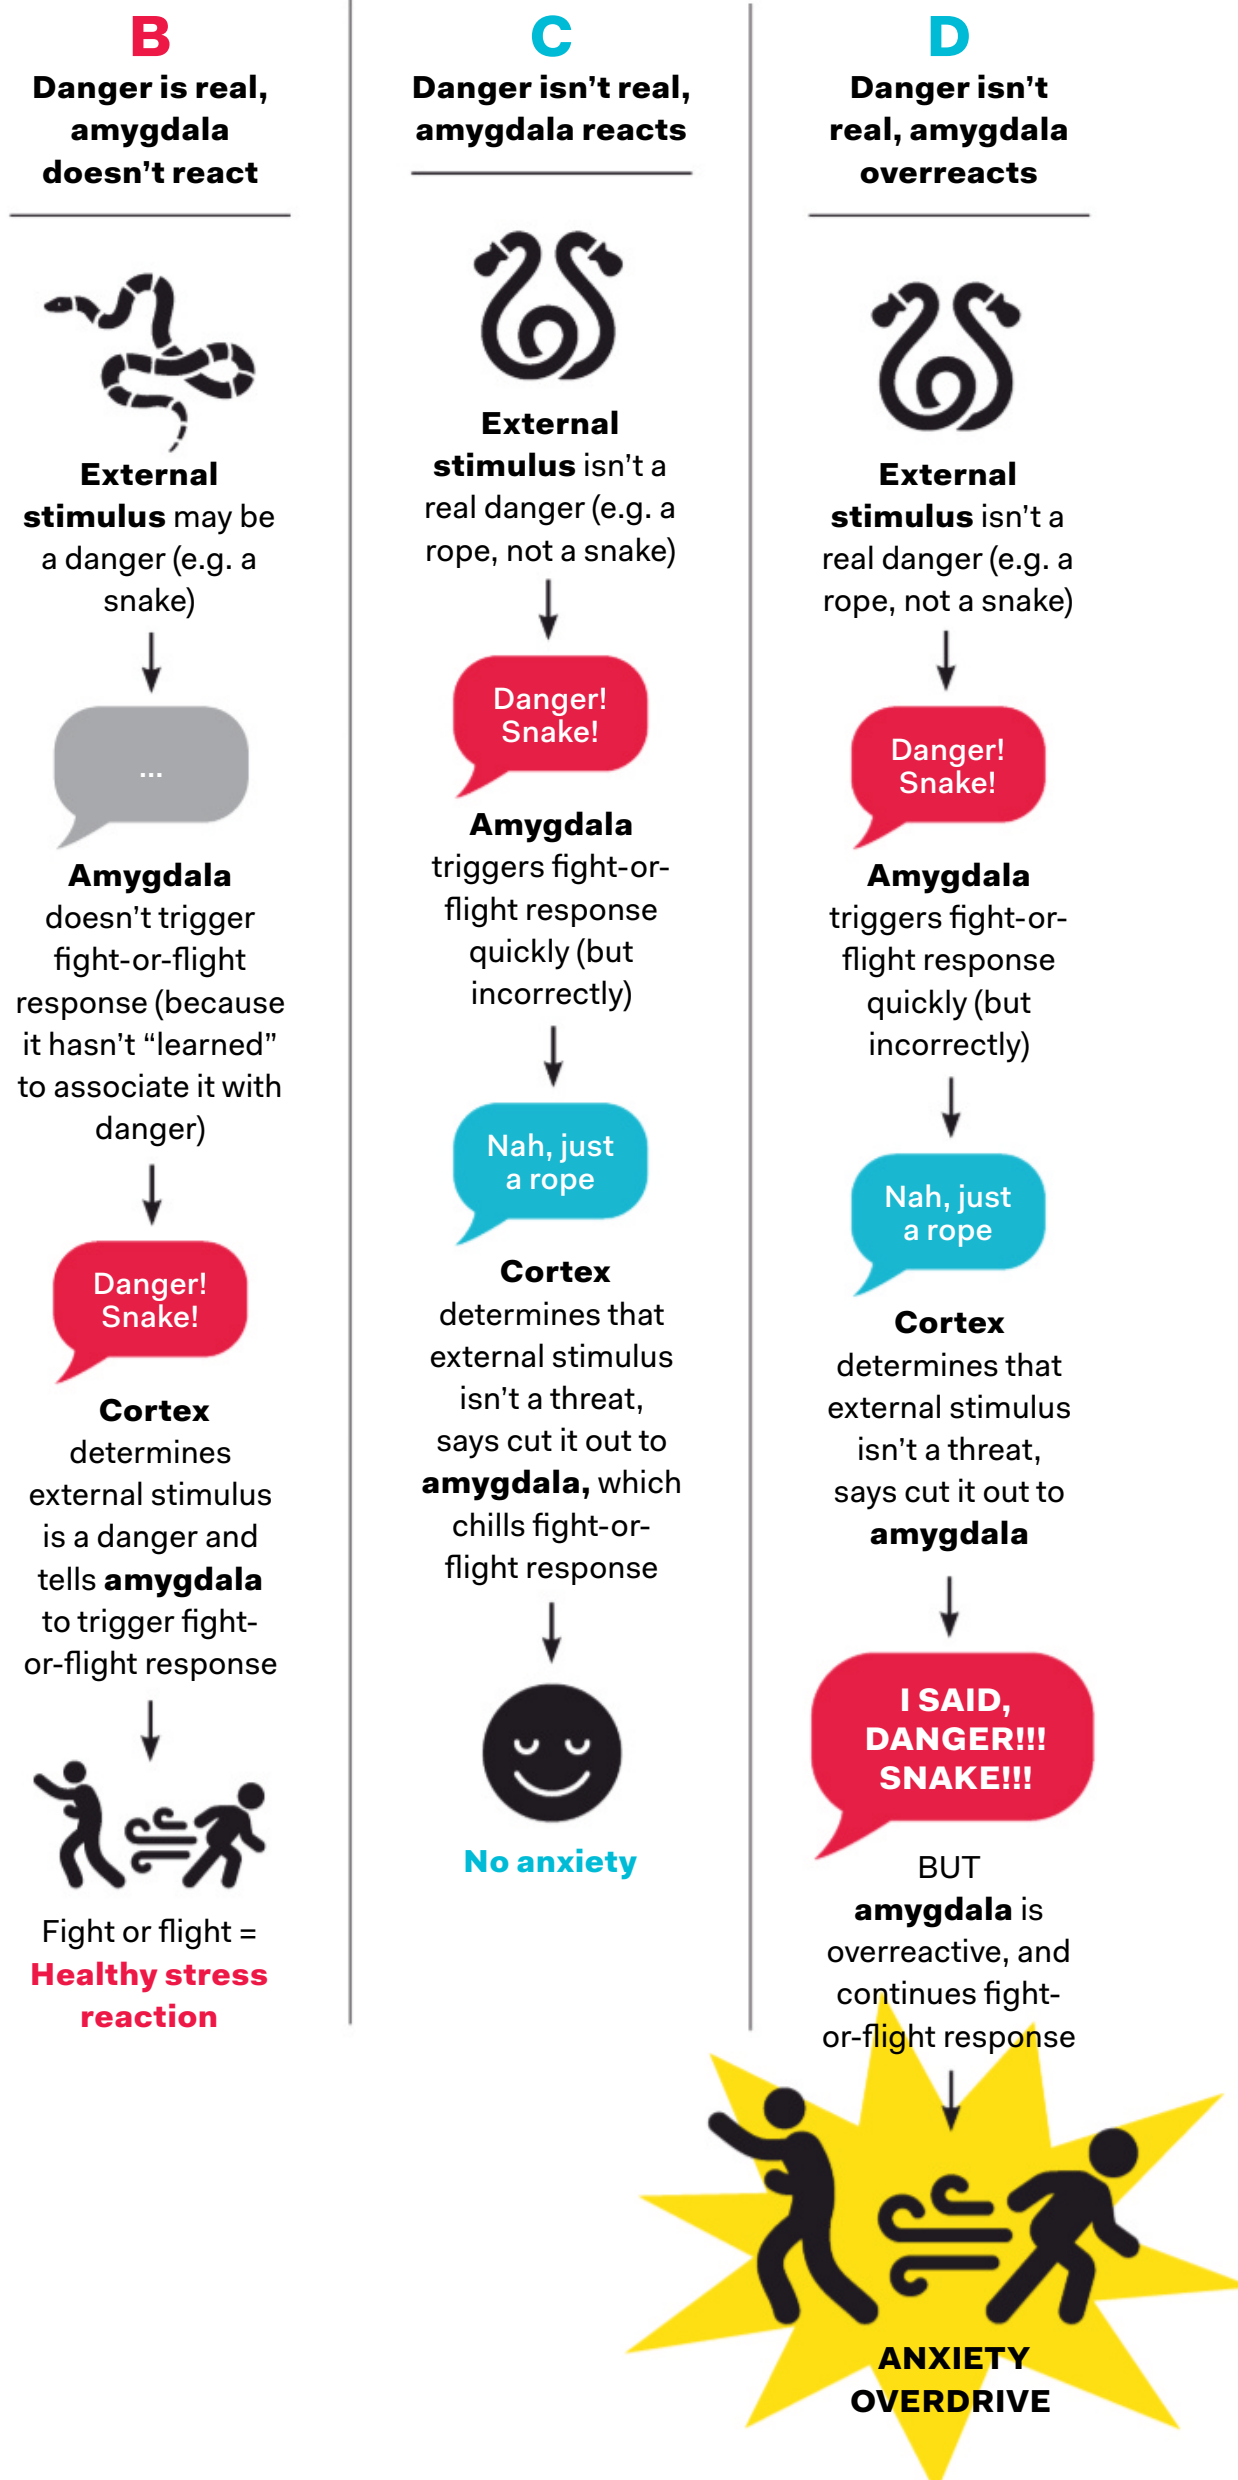 B
Danger is real,
amygdala
doesn't react
External
stimulus may be
a danger (e.g. a
snake)
...
Amygdala
doesn't trigger
fight-or-flight
response (because
it hasn't “learned”
to associate it with
danger)
Danger!
Snake!
Cortex
determines
external stimulus
is a danger and
tells amygdala
to trigger fight-
or-flight response
Fight or flight =
Healthy stress
reaction
C
Danger isn't real,
amygdala reacts
External
stimulus isn't a
real danger (e.g. a
rope, not a snake)
Danger!
Snake!
Amygdala
triggers fight-or-
flight response
quickly (but
incorrectly)
Nah, just
a rope
Cortex
determines that
external stimulus
isn't a threat,
says cut it out to
amygdala, which
chills fight-or-
flight response
No anxiety
D
Danger isn't
real, amygdala
overreacts
External
stimulus isn't a
real danger (e.g. a
rope, not a snake)
Danger!
Snake!
Amygdala
triggers fight-or-
flight response
quickly (but
incorrectly)
Nah, just
a rope
Cortex
determines that
external stimulus
isn't a threat,
says cut it out to
amygdala
I SAID,
DANGER!!!
SNAKE!!!
BUT
amygdala is
overreactive, and
continues fight-
or-flight response
ANXIETY
OVERDRIVE